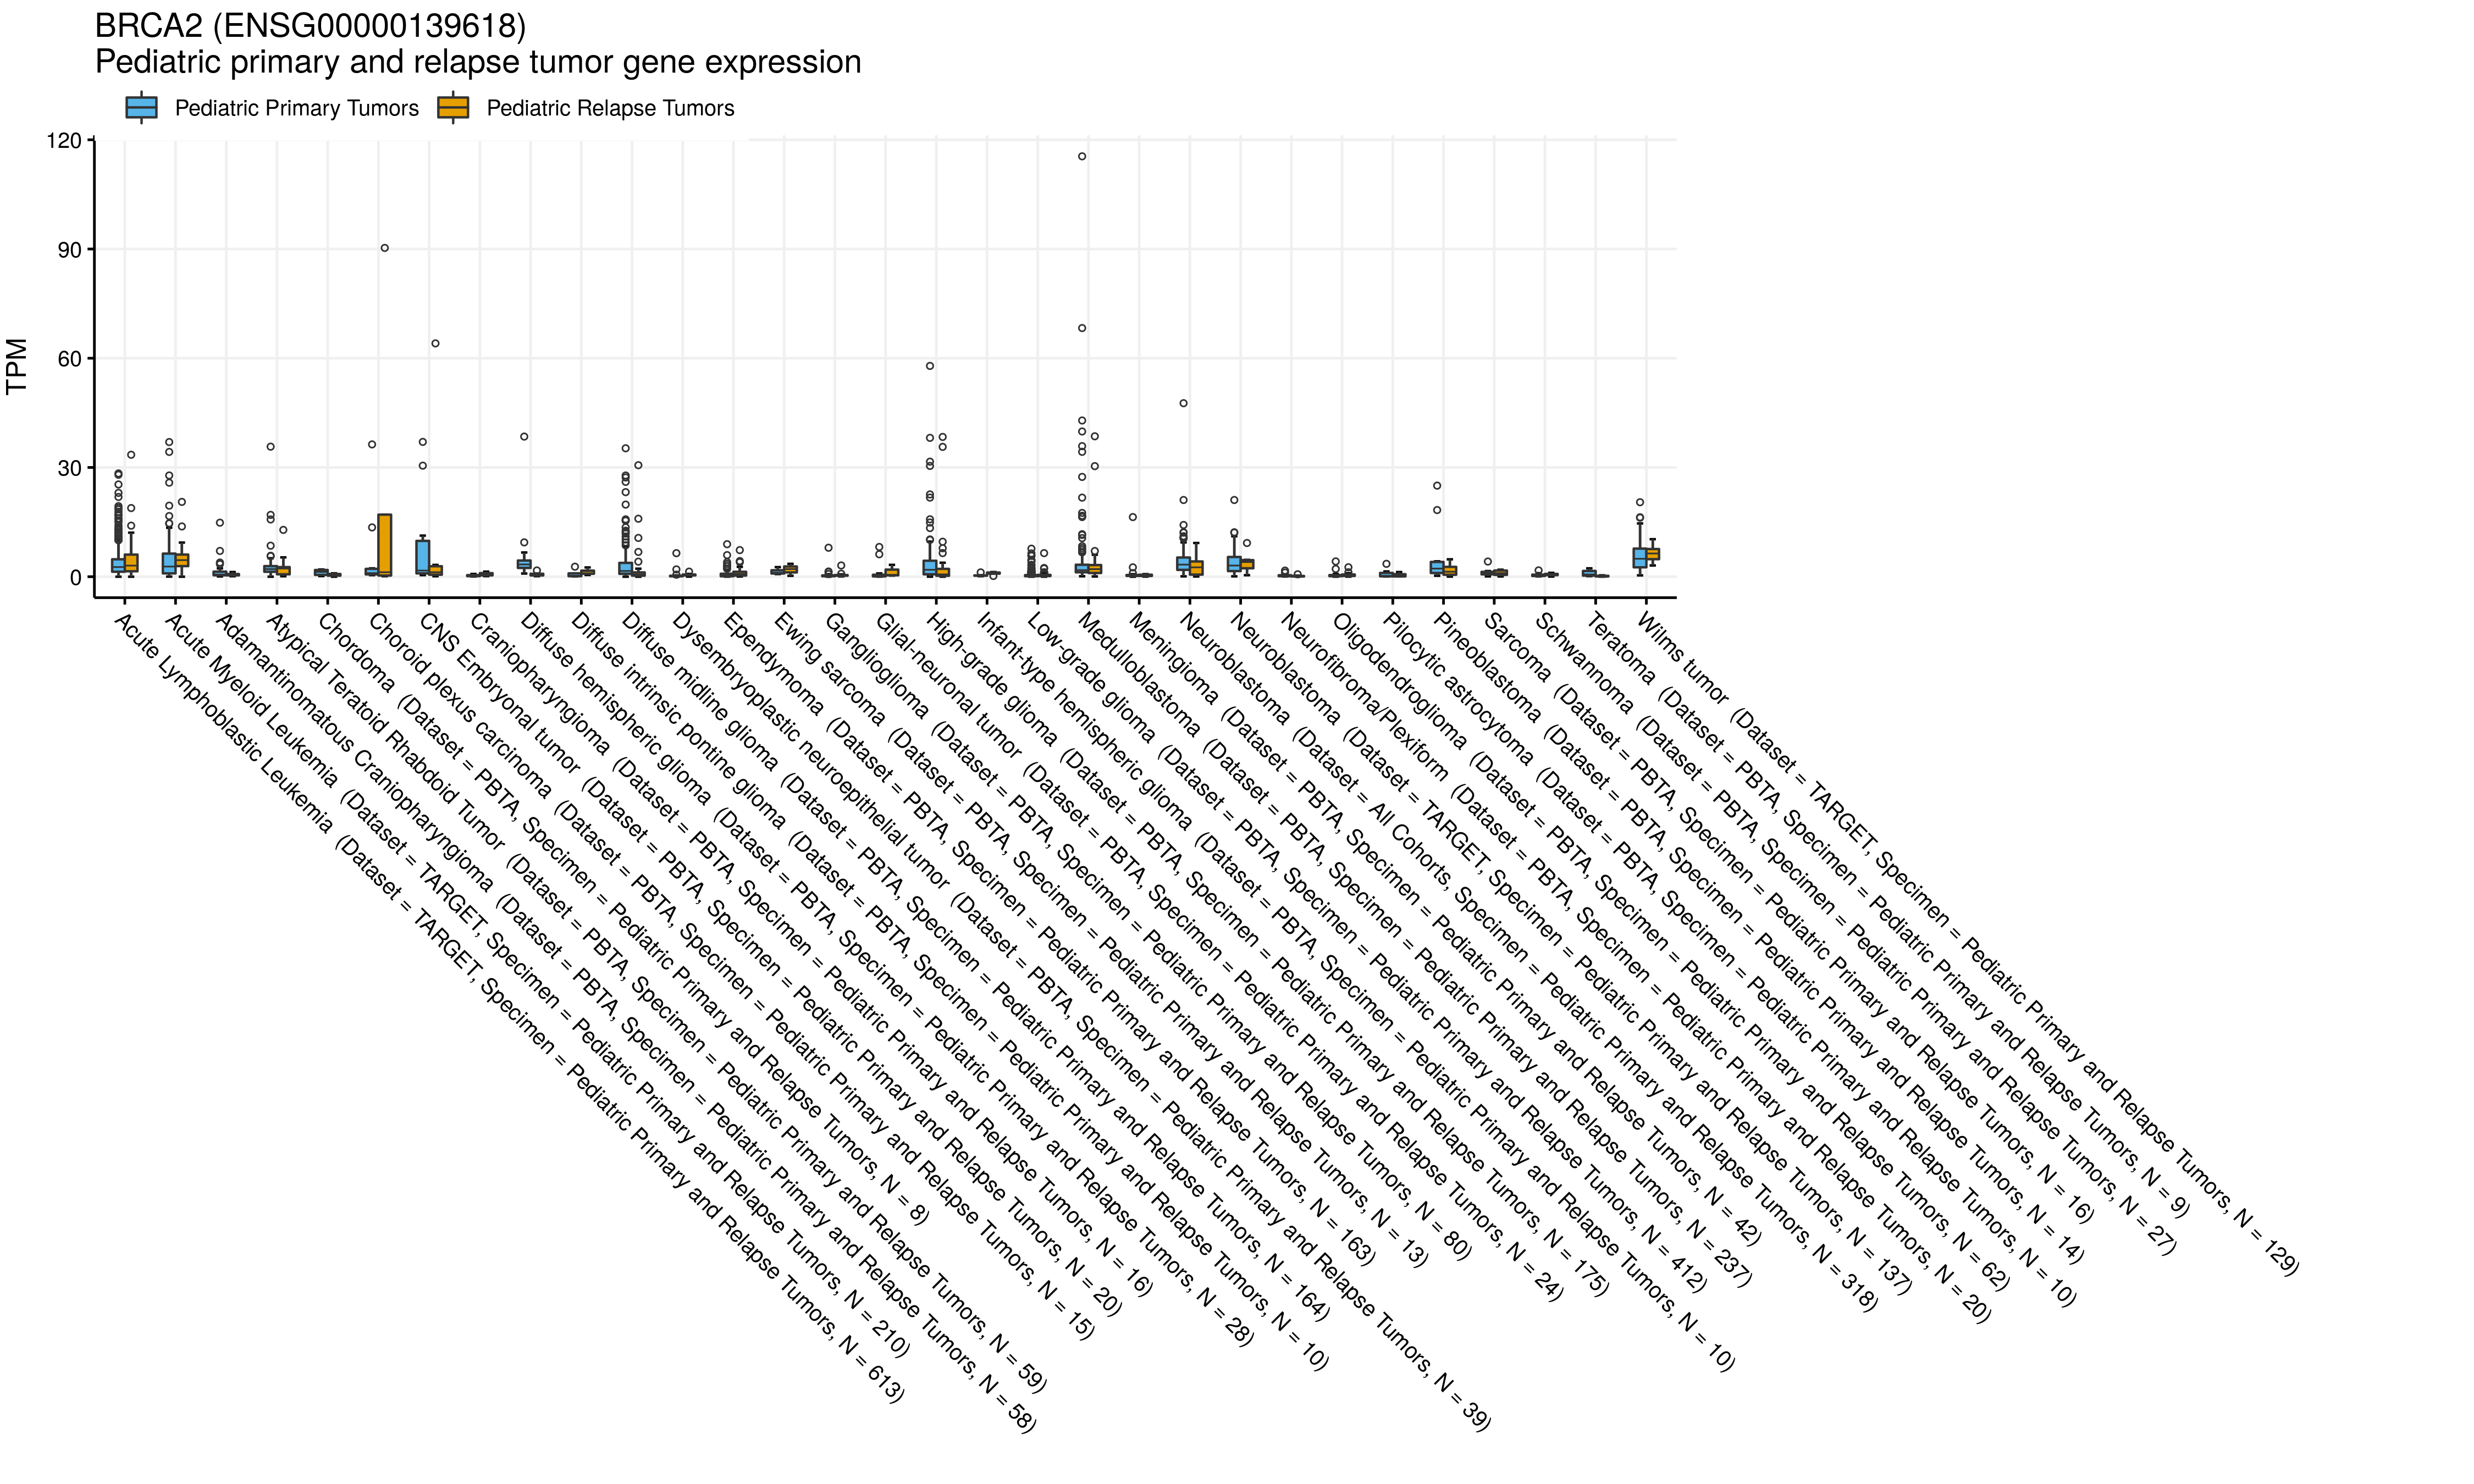 BRCA2 (ENSG00000139618)
Pediatric primary and relapse tumor gene expression
Pediatric Primary Tumors
Pediatric Relapse Tumors
TPM
120
90
60
30
0
Acute Lymphoblastic Leukemia (Dataset = TARGET, Specimen = Pediatric Primary and Relapse Tumors, N = 613)
Acute Myeloid Leukemia (Dataset = TARGET, Specimen = Pediatric Primary and Relapse Tumors, N = 210)
Adamantinomatous Craniopharyngioma (Dataset = PBTA, Specimen = Pediatric Primary and Relapse Tumors, N = 58)
Atypical Teratoid Rhabdoid Tumor (Dataset = PBTA, Specimen = Pediatric Primary and Relapse Tumors, N = 59)
Chordoma (Dataset = PBTA, Specimen = Pediatric Primary and Relapse Tumors, N = 8)
Choroid plexus carcinoma (Dataset = PBTA, Specimen = Pediatric Primary and Relapse Tumors, N = 15)
CNS Embryonal tumor (Dataset = PBTA, Specimen = Pediatric Primary and Relapse Tumors, N = 20)
Craniopharyngioma (Dataset = PBTA, Specimen = Pediatric Primary and Relapse Tumors, N = 16)
Diffuse hemispheric glioma (Dataset = PBTA, Specimen = Pediatric Primary and Relapse Tumors, N = 28)
Diffuse intrinsic pontine glioma (Dataset = PBTA, Specimen = Pediatric Primary and Relapse Tumors, N = 10)
Diffuse midline glioma (Dataset = PBTA, Specimen = Pediatric Primary and Relapse Tumors, N = 164)
Dysembryoplastic neuroepithelial tumor (Dataset = PBTA, Specimen = Pediatric Primary and Relapse Tumors, N = 39)
Ependymoma (Dataset = PBTA, Specimen = Pediatric Primary and Relapse Tumors, N = 163)
Ewing sarcoma (Dataset = PBTA, Specimen = Pediatric Primary and Relapse Tumors, N = 13)
Ganglioglioma (Dataset = PBTA, Specimen = Pediatric Primary and Relapse Tumors, N = 80)
Glial-neuronal tumor (Dataset = PBTA, Specimen = Pediatric Primary and Relapse Tumors, N = 24)
High-grade glioma (Dataset = PBTA, Specimen = Pediatric Primary and Relapse Tumors, N = 175)
Infant-type hemispheric glioma (Dataset = PBTA, Specimen = Pediatric Primary and Relapse Tumors, N = 10)
Low-grade glioma (Dataset = PBTA, Specimen = Pediatric Primary and Relapse Tumors, N = 412)
Medulloblastoma (Dataset = PBTA, Specimen = Pediatric Primary and Relapse Tumors, N = 237)
Meningioma (Dataset = PBTA, Specimen = Pediatric Primary and Relapse Tumors, N = 42)
Neuroblastoma (Dataset = All Cohorts, Specimen = Pediatric Primary and Relapse Tumors, N = 318)
Neuroblastoma (Dataset = TARGET, Specimen = Pediatric Primary and Relapse Tumors, N = 137)
Neurofibroma/Plexiform (Dataset = PBTA, Specimen = Pediatric Primary and Relapse Tumors, N = 20)
Oligodendroglioma (Dataset = PBTA, Specimen = Pediatric Primary and Relapse Tumors, N = 62)
Pilocytic astrocytoma (Dataset = PBTA, Specimen = Pediatric Primary and Relapse Tumors, N = 10)
Pineoblastoma (Dataset = PBTA, Specimen = Pediatric Primary and Relapse Tumors, N = 14)
Sarcoma (Dataset = PBTA, Specimen = Pediatric Primary and Relapse Tumors, N = 16)
Schwannoma (Dataset = PBTA, Specimen = Pediatric Primary and Relapse Tumors, N = 27)
Teratoma (Dataset = PBTA, Specimen = Pediatric Primary and Relapse Tumors, N = 9)
Wilms tumor (Dataset = TARGET, Specimen = Pediatric Primary and Relapse Tumors, N = 129)